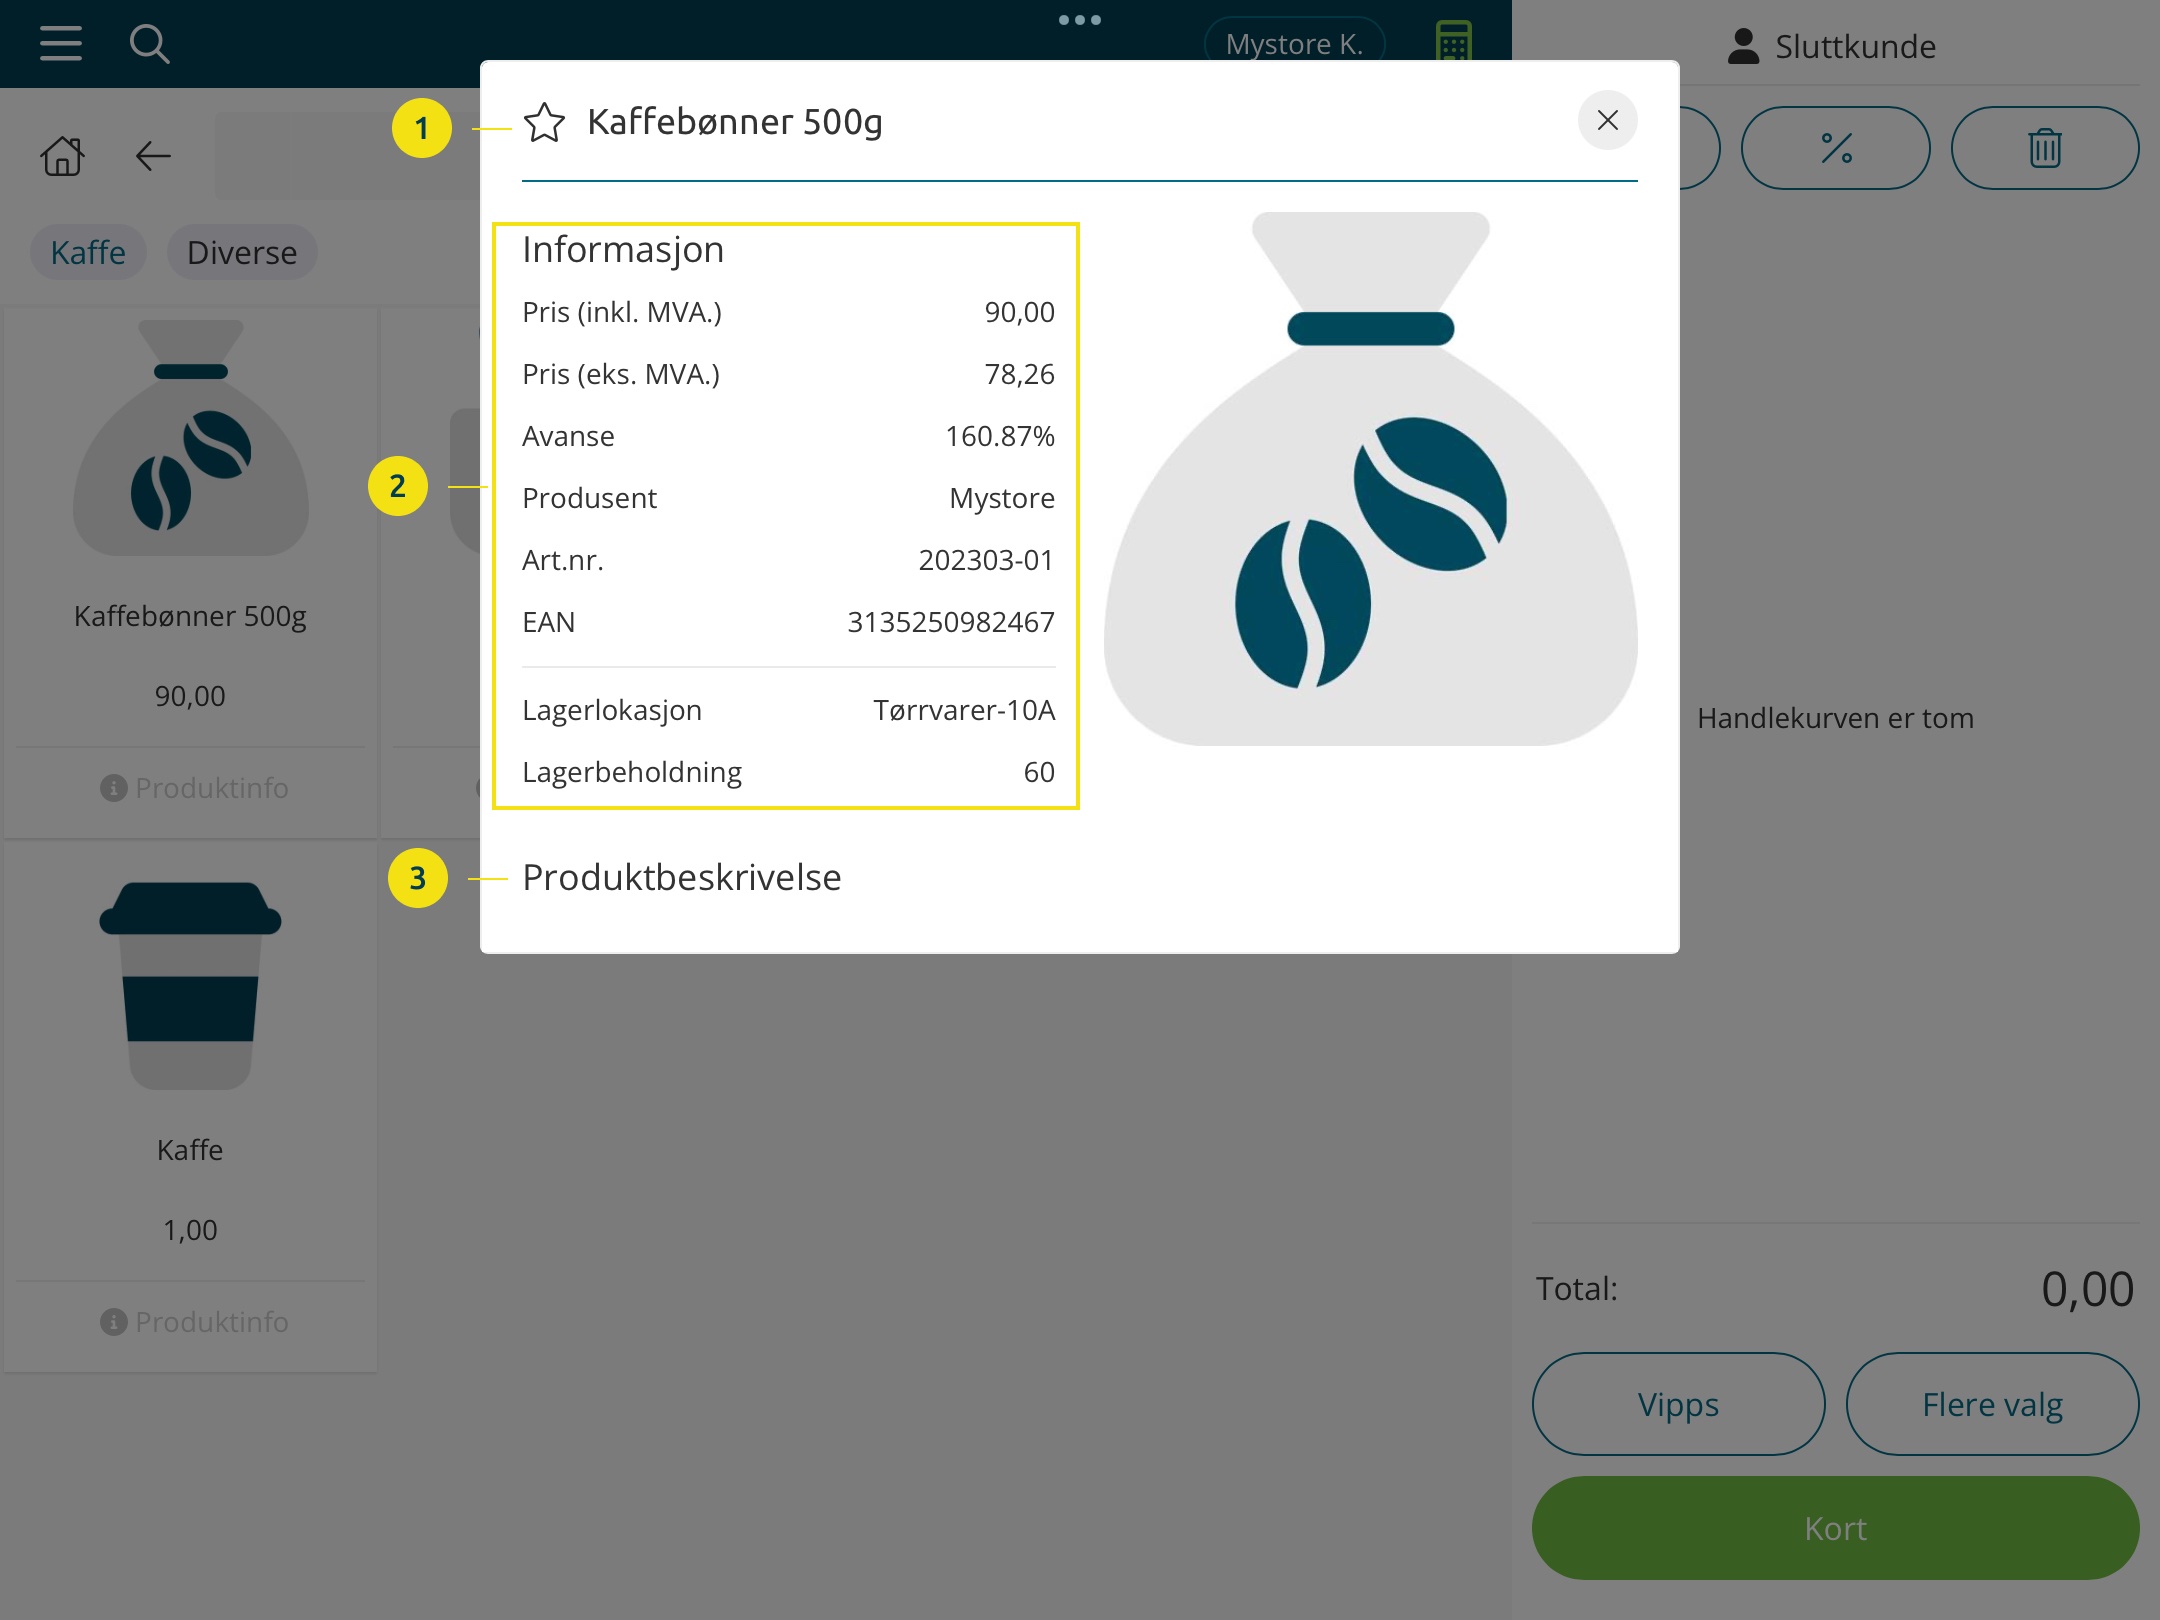 Mystore K.
Sluttkunde
Kaffe
Diverse
Kaffebønner 500g
90,00
Produktinfo
Kaffe
1,00
Produktinfo
1
Kaffebønner 500g
2
Informasjon
Pris (inkl. MVA.) 90,00
Pris (eks. MVA.) 78,26
Avanse 160.87%
Produsent Mystore
Art.nr. 202303-01
EAN 3135250982467
Lagerlokasjon Tørrvarer-10A
Lagerbeholdning 60
3
Produktbeskrivelse
Handlekurven er tom
Total: 0,00
Vipps
Flere valg
Kort